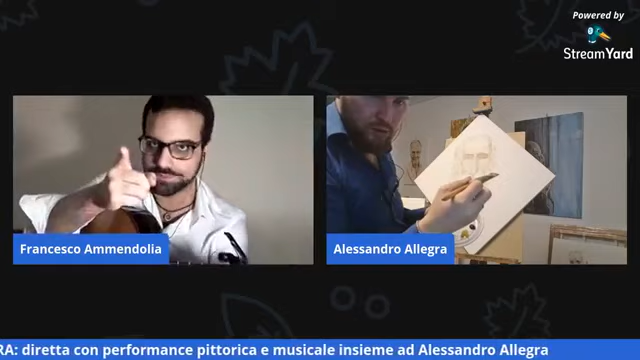 Powered by
StreamYard
Francesco Ammendolia
Alessandro Allegra
RA: diretta con performance pittorica e musicale insieme ad Alessandro Allegra